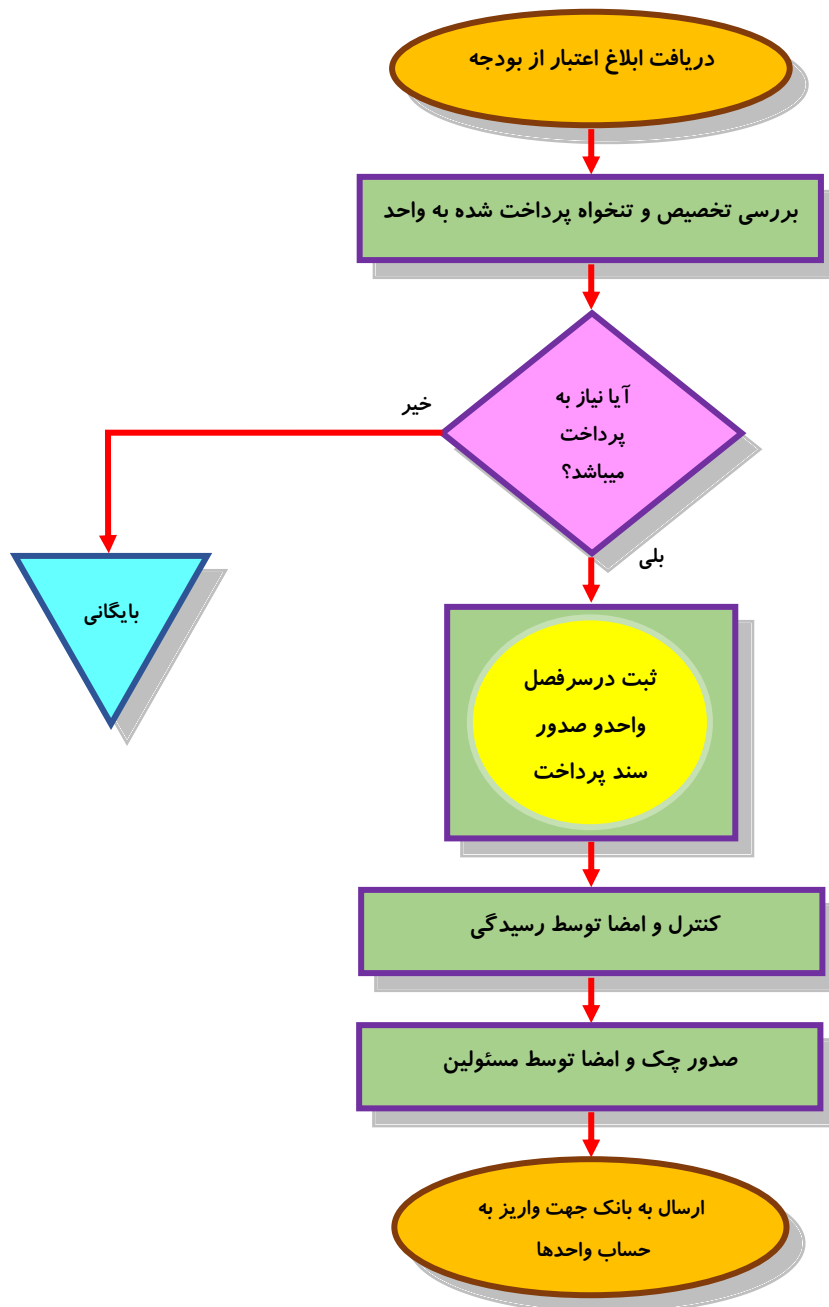 دریافت ابلاغ اعتبار از بودجه
بررسی تخصیص و تنخواه پرداخت شده به واحد
آیا نیاز به
پرداخت
میباشد؟
خیر
بلی
بایگانی
ثبت درسرفصل
واحدو صدور
سند پرداخت
کنترل و امضا توسط رسیدگی
صدور چک و امضا توسط مسئولین
ارسال به بانک جهت واریز به
حساب واحدها